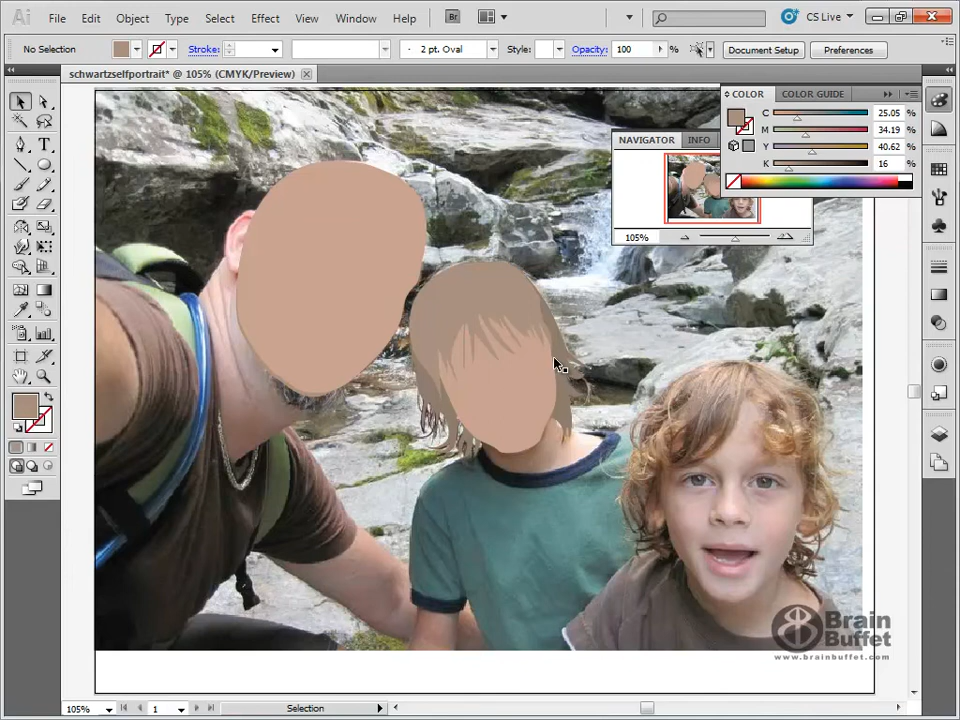 Ai File Edit Object Type Select Effect View Window Help Br CS Live
No Selection Stroke: 2 pt. Oval Style: Opacity: 100 % Document Setup Preferences
schwartzselfportrait* @ 105% (CMYK/Preview)
COLOR COLOR GUIDE
C 25.05 %
M 34.19 %
Y 40.62 %
K 16 %
NAVIGATOR INFO
105%
T
Brain
Buffet
www.brainbuffet.com
105% 1 Selection